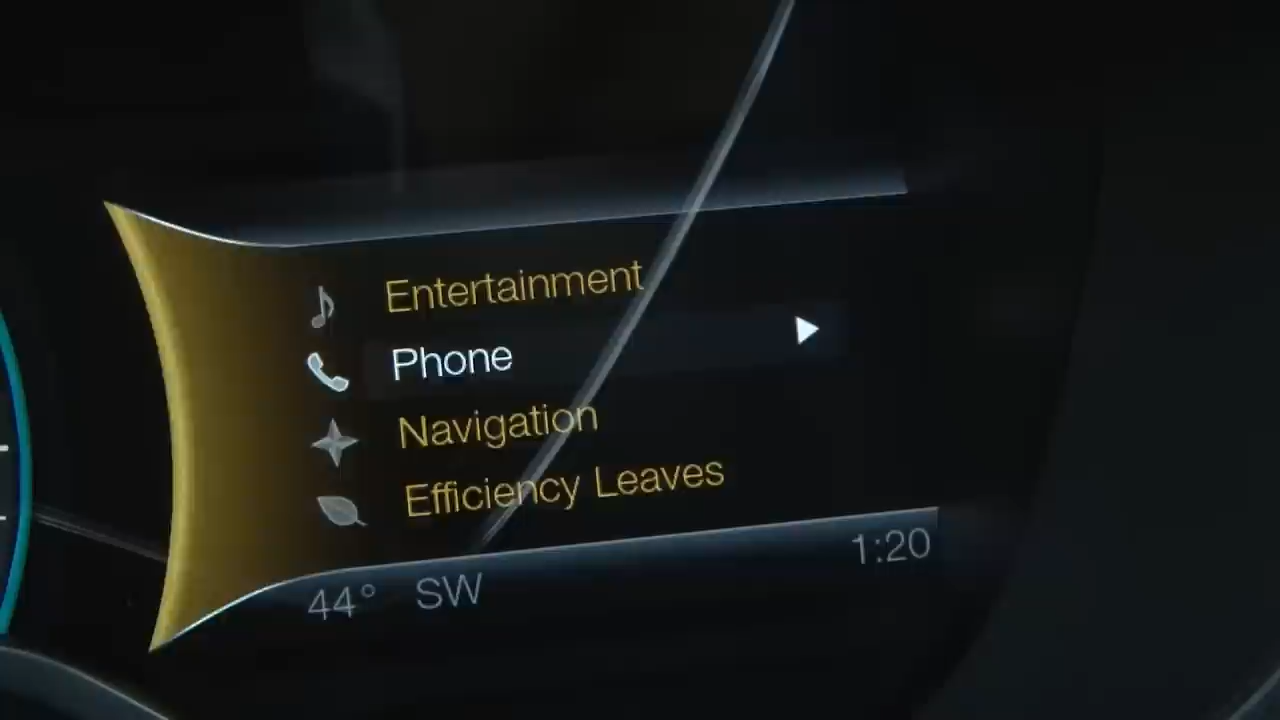 Entertainment
Phone
Navigation
Efficiency Leaves
44° SW 1:20